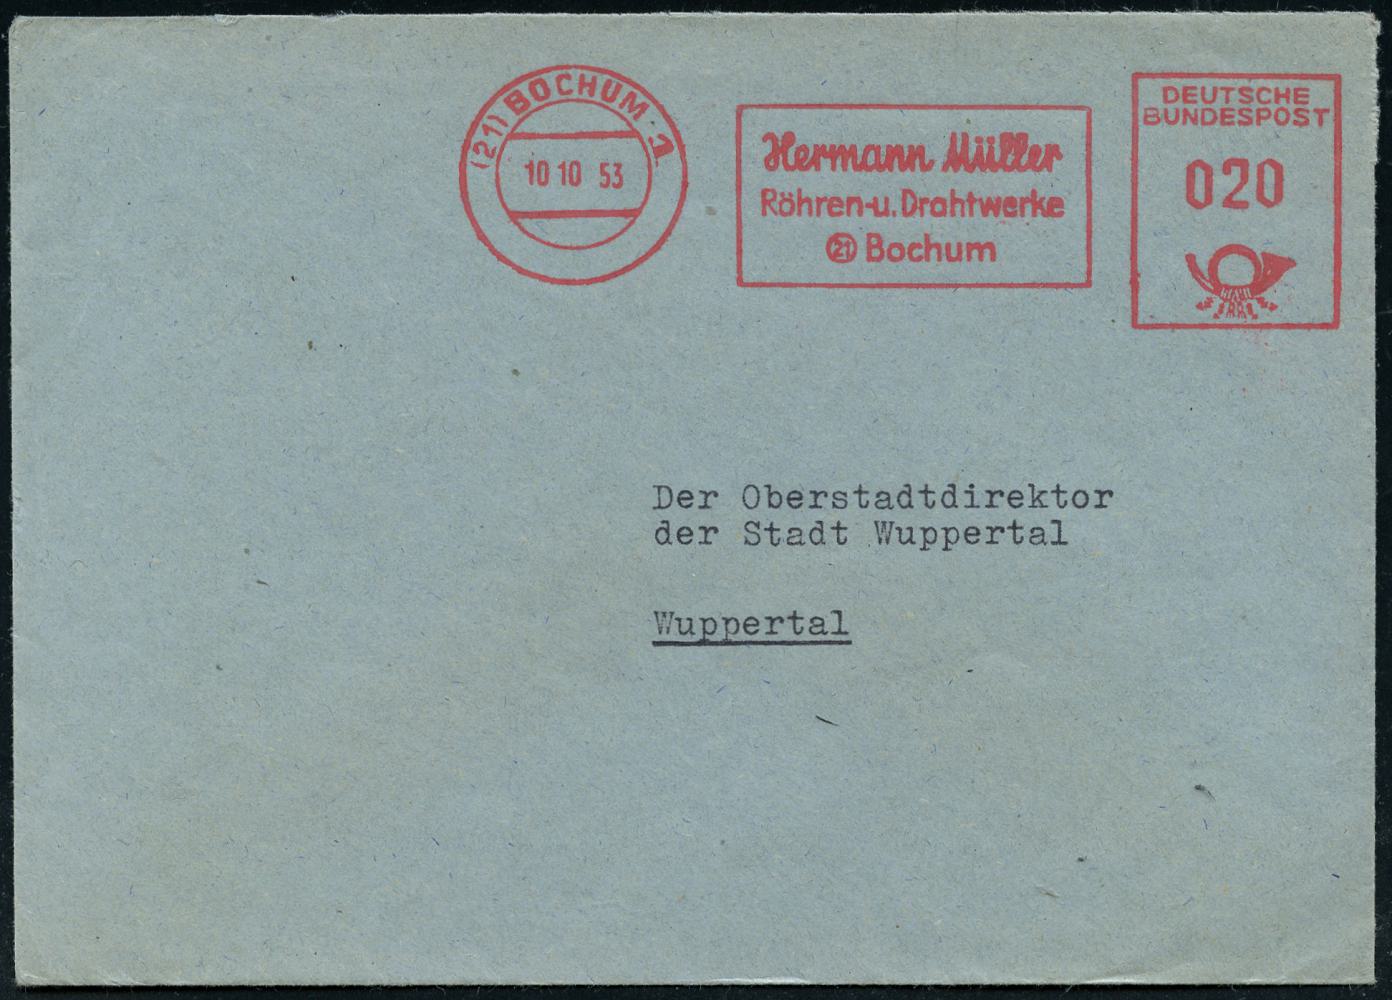 (21) BOCHUM 1
10 10 53
Hermann Müller
Röhren-u. Drahtwerke
21 Bochum
DEUTSCHE
BUNDESPOST
020
Der Oberstadtdirektor
der Stadt Wuppertal
Wuppertal